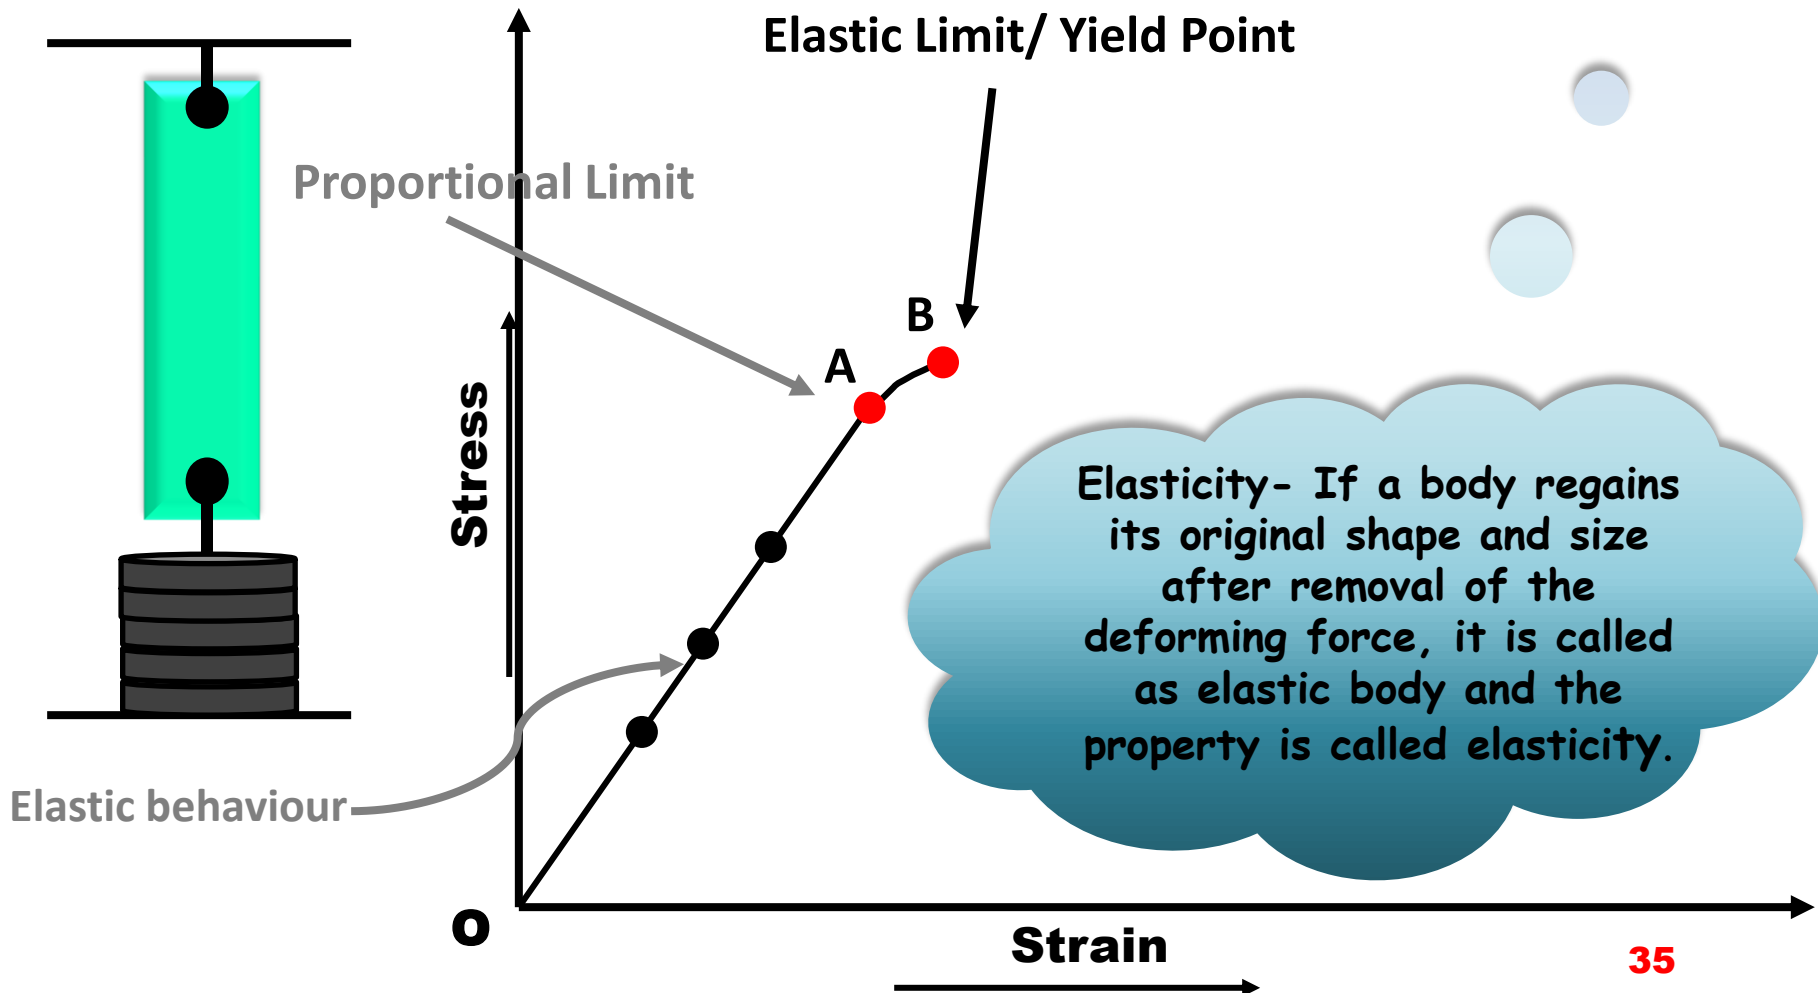 Elastic Limit/ Yield Point
Proportional Limit
B
A
Stress
Elasticity- If a body regains
its original shape and size
after removal of the
deforming force, it is called
as elastic body and the
property is called elasticity.
Elastic behaviour
O
Strain
35